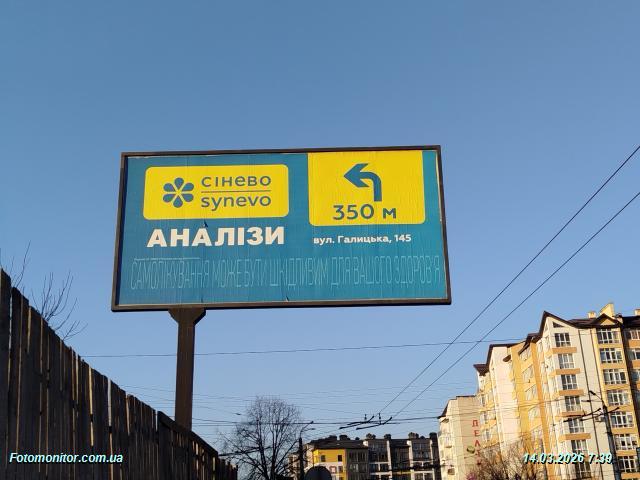 сінево
synevo
350 м
АНАЛІЗИ
вул. Галицька, 145
САМОЛІКУВАННЯ МОЖЕ БУТИ ШКІДЛИВИМ ДЛЯ ВАШОГО ЗДОРОВ'Я
Fotomonitor.com.ua
14.03.2026 7:39